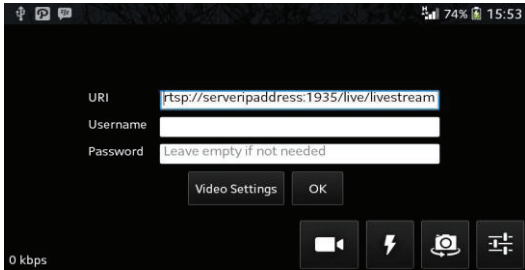 74% 15:53
URI rtsp://serveripaddress:1935/live/livestream
Username
Password Leave empty if not needed
Video Settings OK
0 kbps